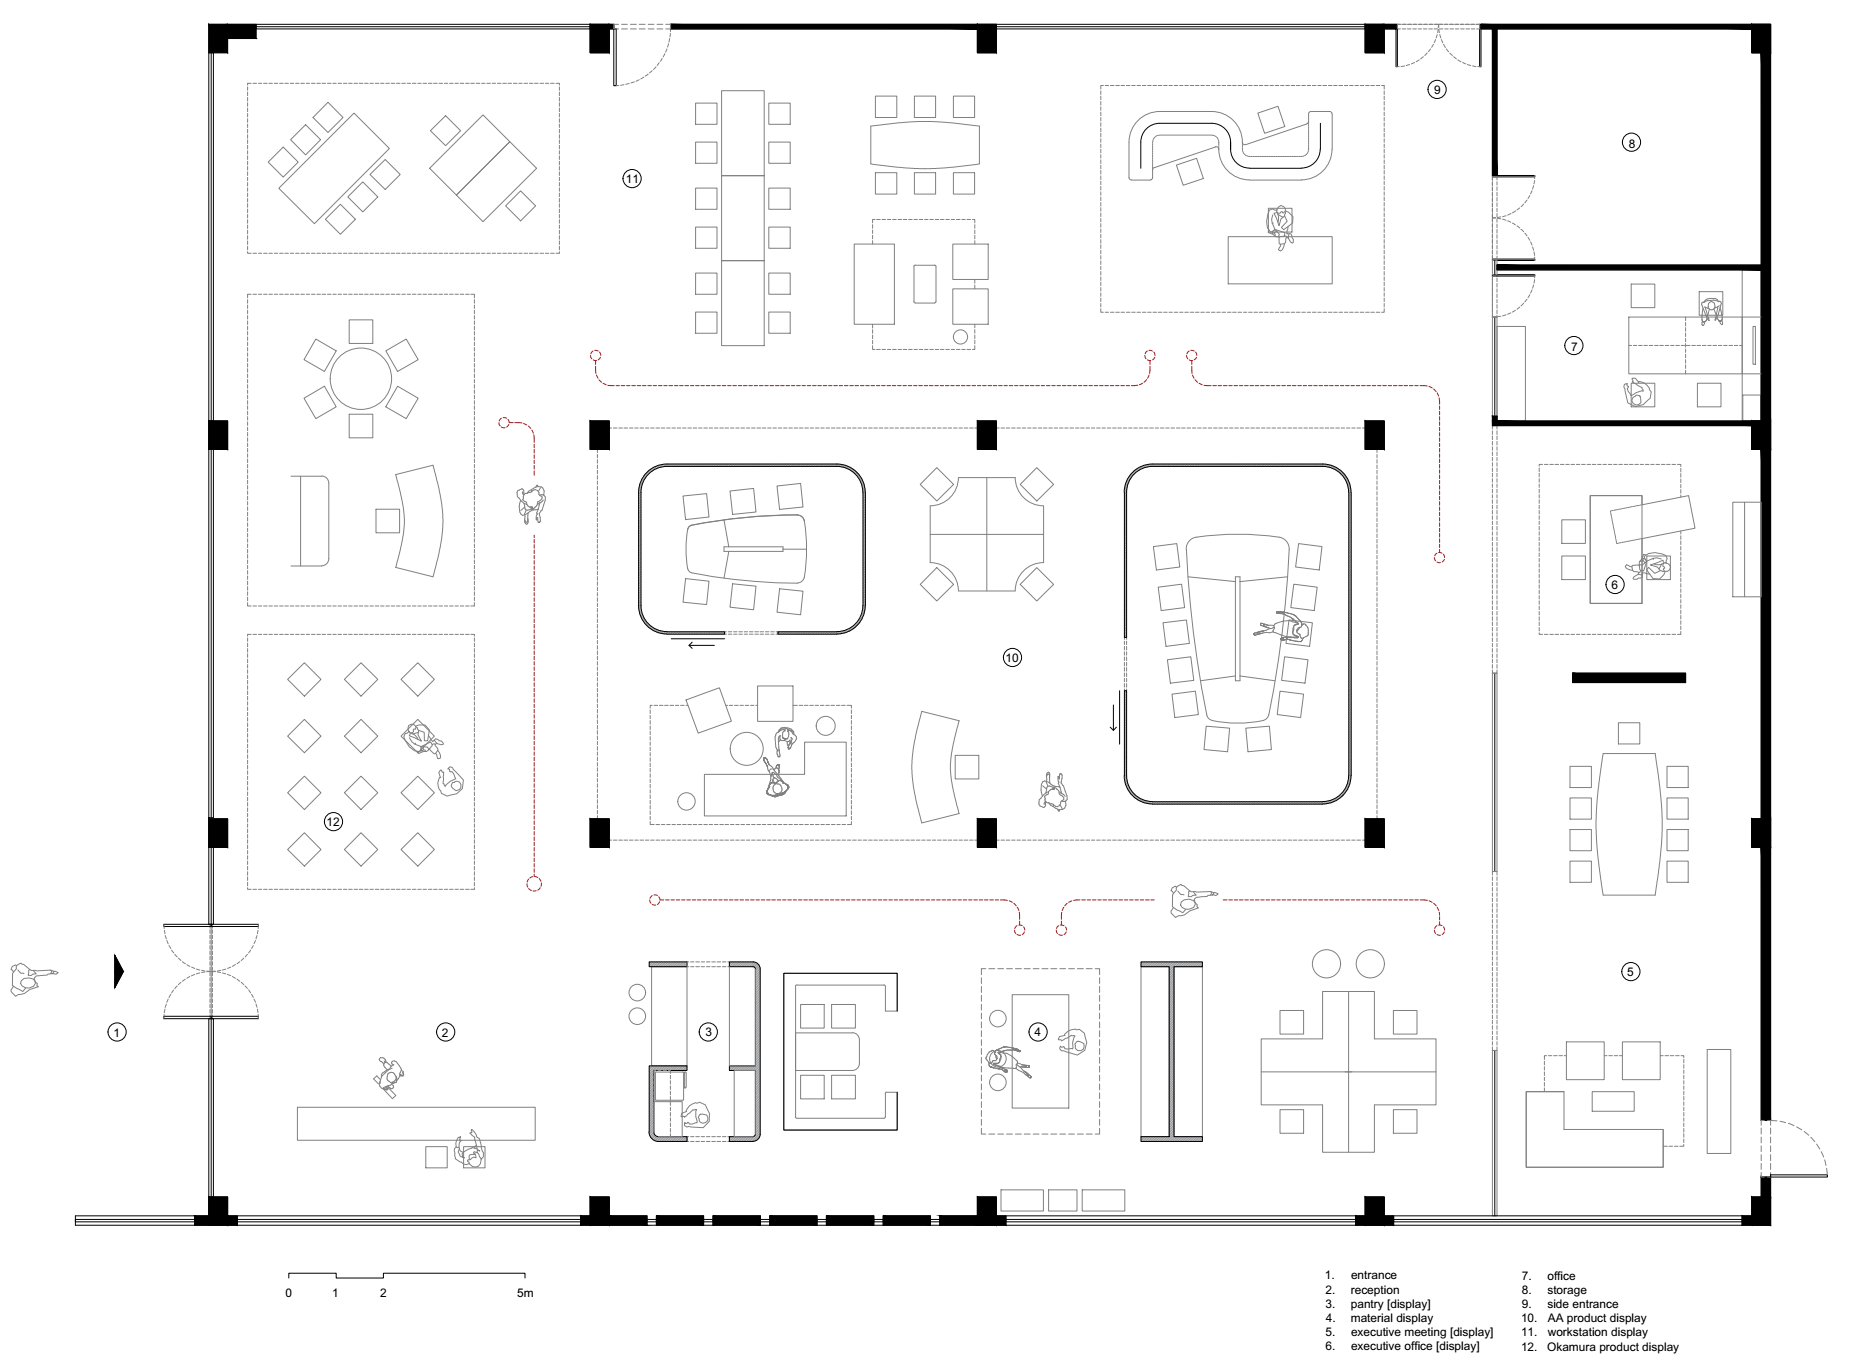 9
8
11
7
6
10
12
5
1
2
3
4
0 1 2 5m
1. entrance
2. reception
3. pantry [display]
4. material display
5. executive meeting [display]
6. executive office [display]
7. office
8. storage
9. side entrance
10. AA product display
11. workstation display
12. Okamura product display